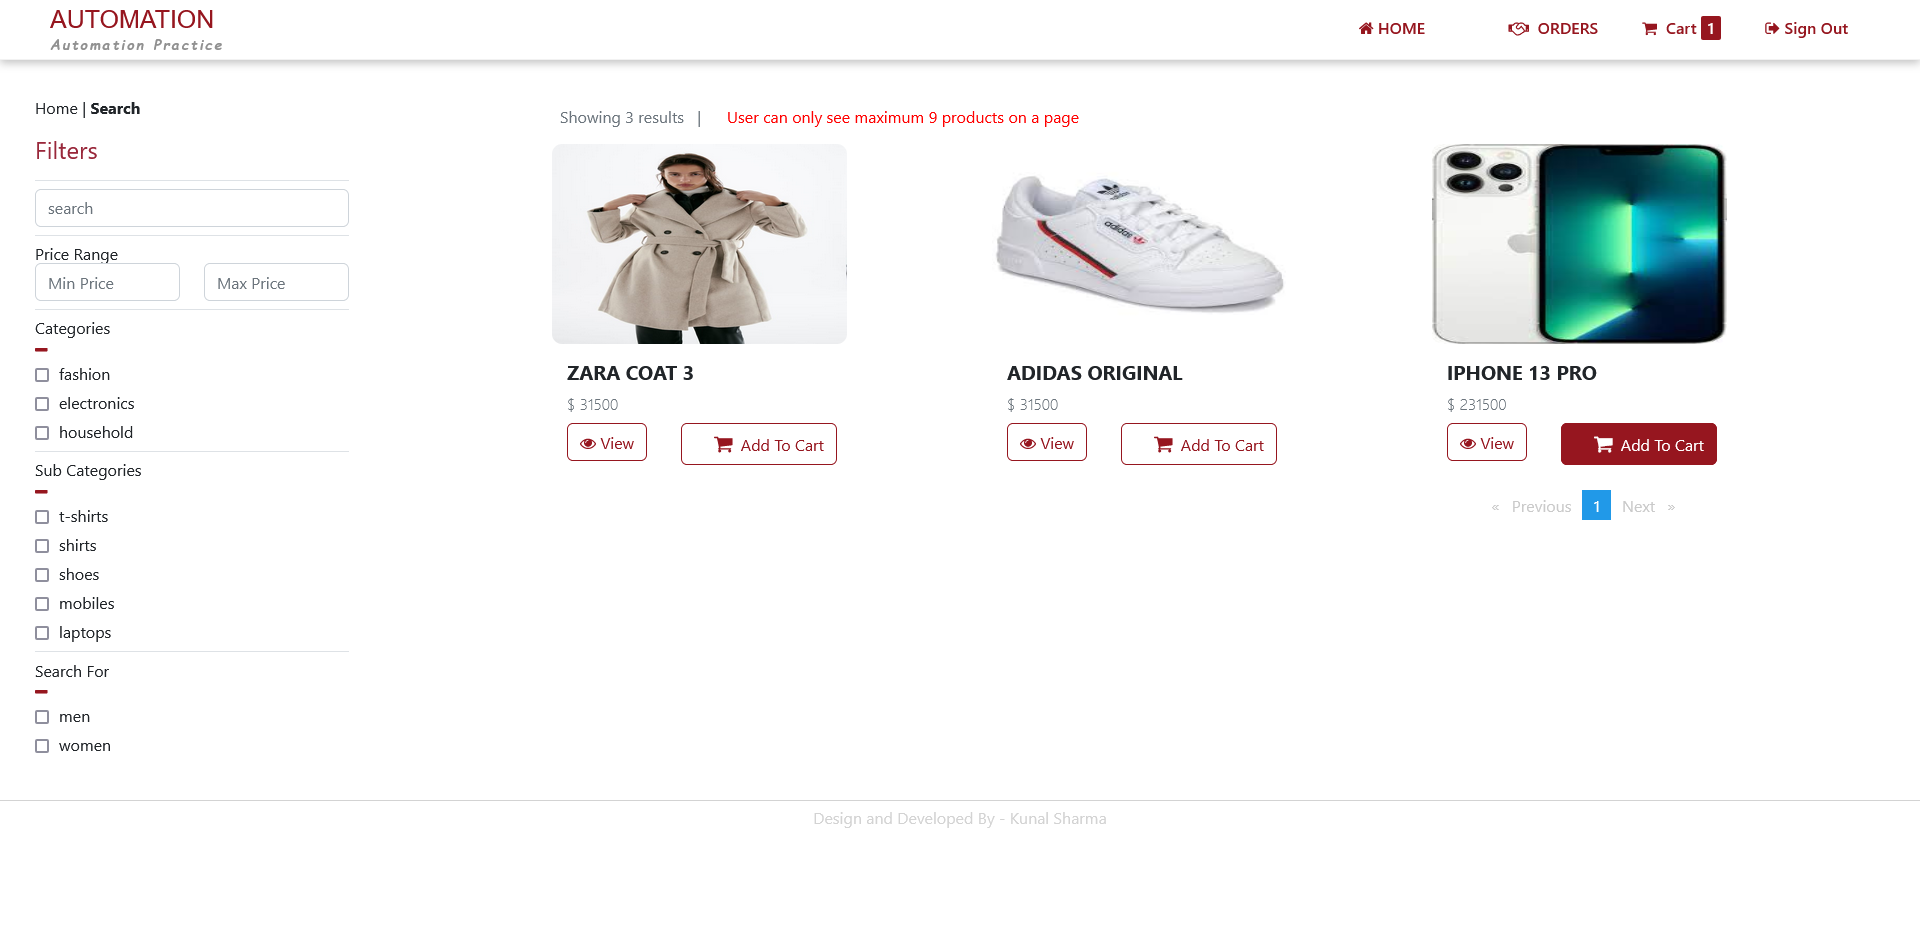 AUTOMATION
Automation Practice
HOME
ORDERS
Cart 1
Sign Out
Home | Search
Filters
search
Price Range
Min Price
Max Price
Categories
fashion
electronics
household
Sub Categories
t-shirts
shirts
shoes
mobiles
laptops
Search For
men
women
Showing 3 results |
User can only see maximum 9 products on a page
adidas
adidas
ZARA COAT 3
$ 31500
View
Add To Cart
ADIDAS ORIGINAL
$ 31500
View
Add To Cart
IPHONE 13 PRO
$ 231500
View
Add To Cart
« Previous 1 Next »
Design and Developed By - Kunal Sharma